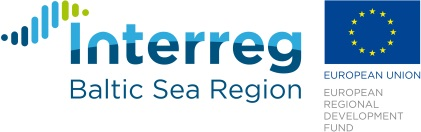 Interreg
Baltic Sea Region
EUROPEAN UNION
EUROPEAN
REGIONAL
DEVELOPMENT
FUND